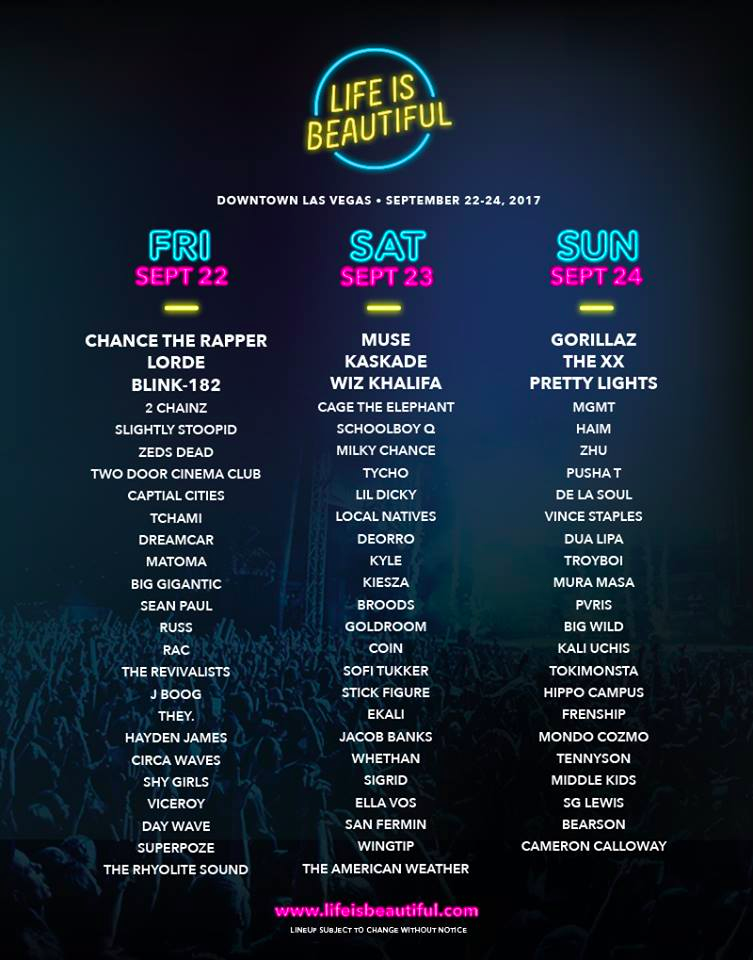 LIFE IS
BEAUTIFUL
DOWNTOWN LAS VEGAS • SEPTEMBER 22-24, 2017
FRI
SEPT 22
CHANCE THE RAPPER
LORDE
BLINK-182
2 CHAINZ
SLIGHTLY STOOPID
ZEDS DEAD
TWO DOOR CINEMA CLUB
CAPTIAL CITIES
TCHAMI
DREAMCAR
MATOMA
BIG GIGANTIC
SEAN PAUL
RUSS
RAC
THE REVIVALISTS
J BOOG
THEY.
HAYDEN JAMES
CIRCA WAVES
SHY GIRLS
VICEROY
DAY WAVE
SUPERPOZE
THE RHYOLITE SOUND
SAT
SEPT 23
MUSE
KASKADE
WIZ KHALIFA
CAGE THE ELEPHANT
SCHOOLBOY Q
MILKY CHANCE
TYCHO
LIL DICKY
LOCAL NATIVES
DEORRO
KYLE
KIESZA
BROODS
GOLDROOM
COIN
SOFI TUKKER
STICK FIGURE
EKALI
JACOB BANKS
WHETHAN
SIGRID
ELLA VOS
SAN FERMIN
WINGTIP
THE AMERICAN WEATHER
SUN
SEPT 24
GORILLAZ
THE XX
PRETTY LIGHTS
MGMT
HAIM
ZHU
PUSHA T
DE LA SOUL
VINCE STAPLES
DUA LIPA
TROYBOI
MURA MASA
PVRIS
BIG WILD
KALI UCHIS
TOKIMONSTA
HIPPO CAMPUS
FRENSHIP
MONDO COZMO
TENNYSON
MIDDLE KIDS
SG LEWIS
BEARSON
CAMERON CALLOWAY
www.lifeisbeautiful.com
LINEUP SUBJECT TO CHANGE WITHOUT NOTICE